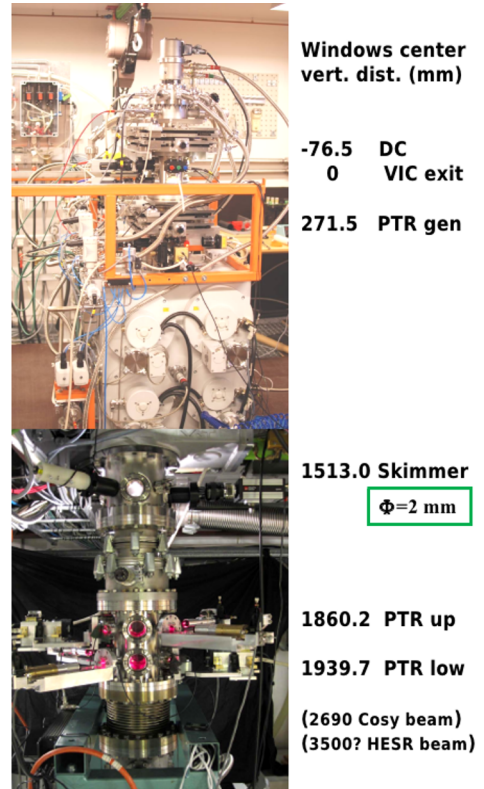 Windows center
vert. dist. (mm)
-76.5 DC
0 VIC exit
271.5 PTR gen
1513.0 Skimmer
Φ=2 mm
1860.2 PTR up
1939.7 PTR low
(2690 Cosy beam)
(3500? HESR beam)